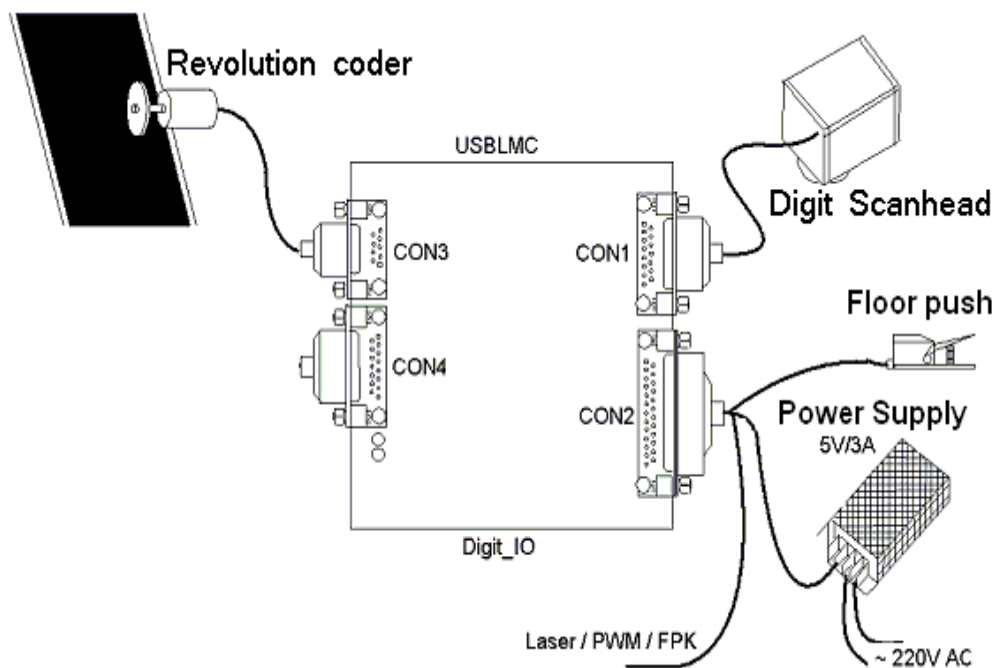 Revolution coder
USBLMC
Digit Scanhead
CON3
CON1
Floor push
CON4
CON2
Power Supply
5V/3A
Digit_IO
Laser / PWM / FPK
~ 220V AC